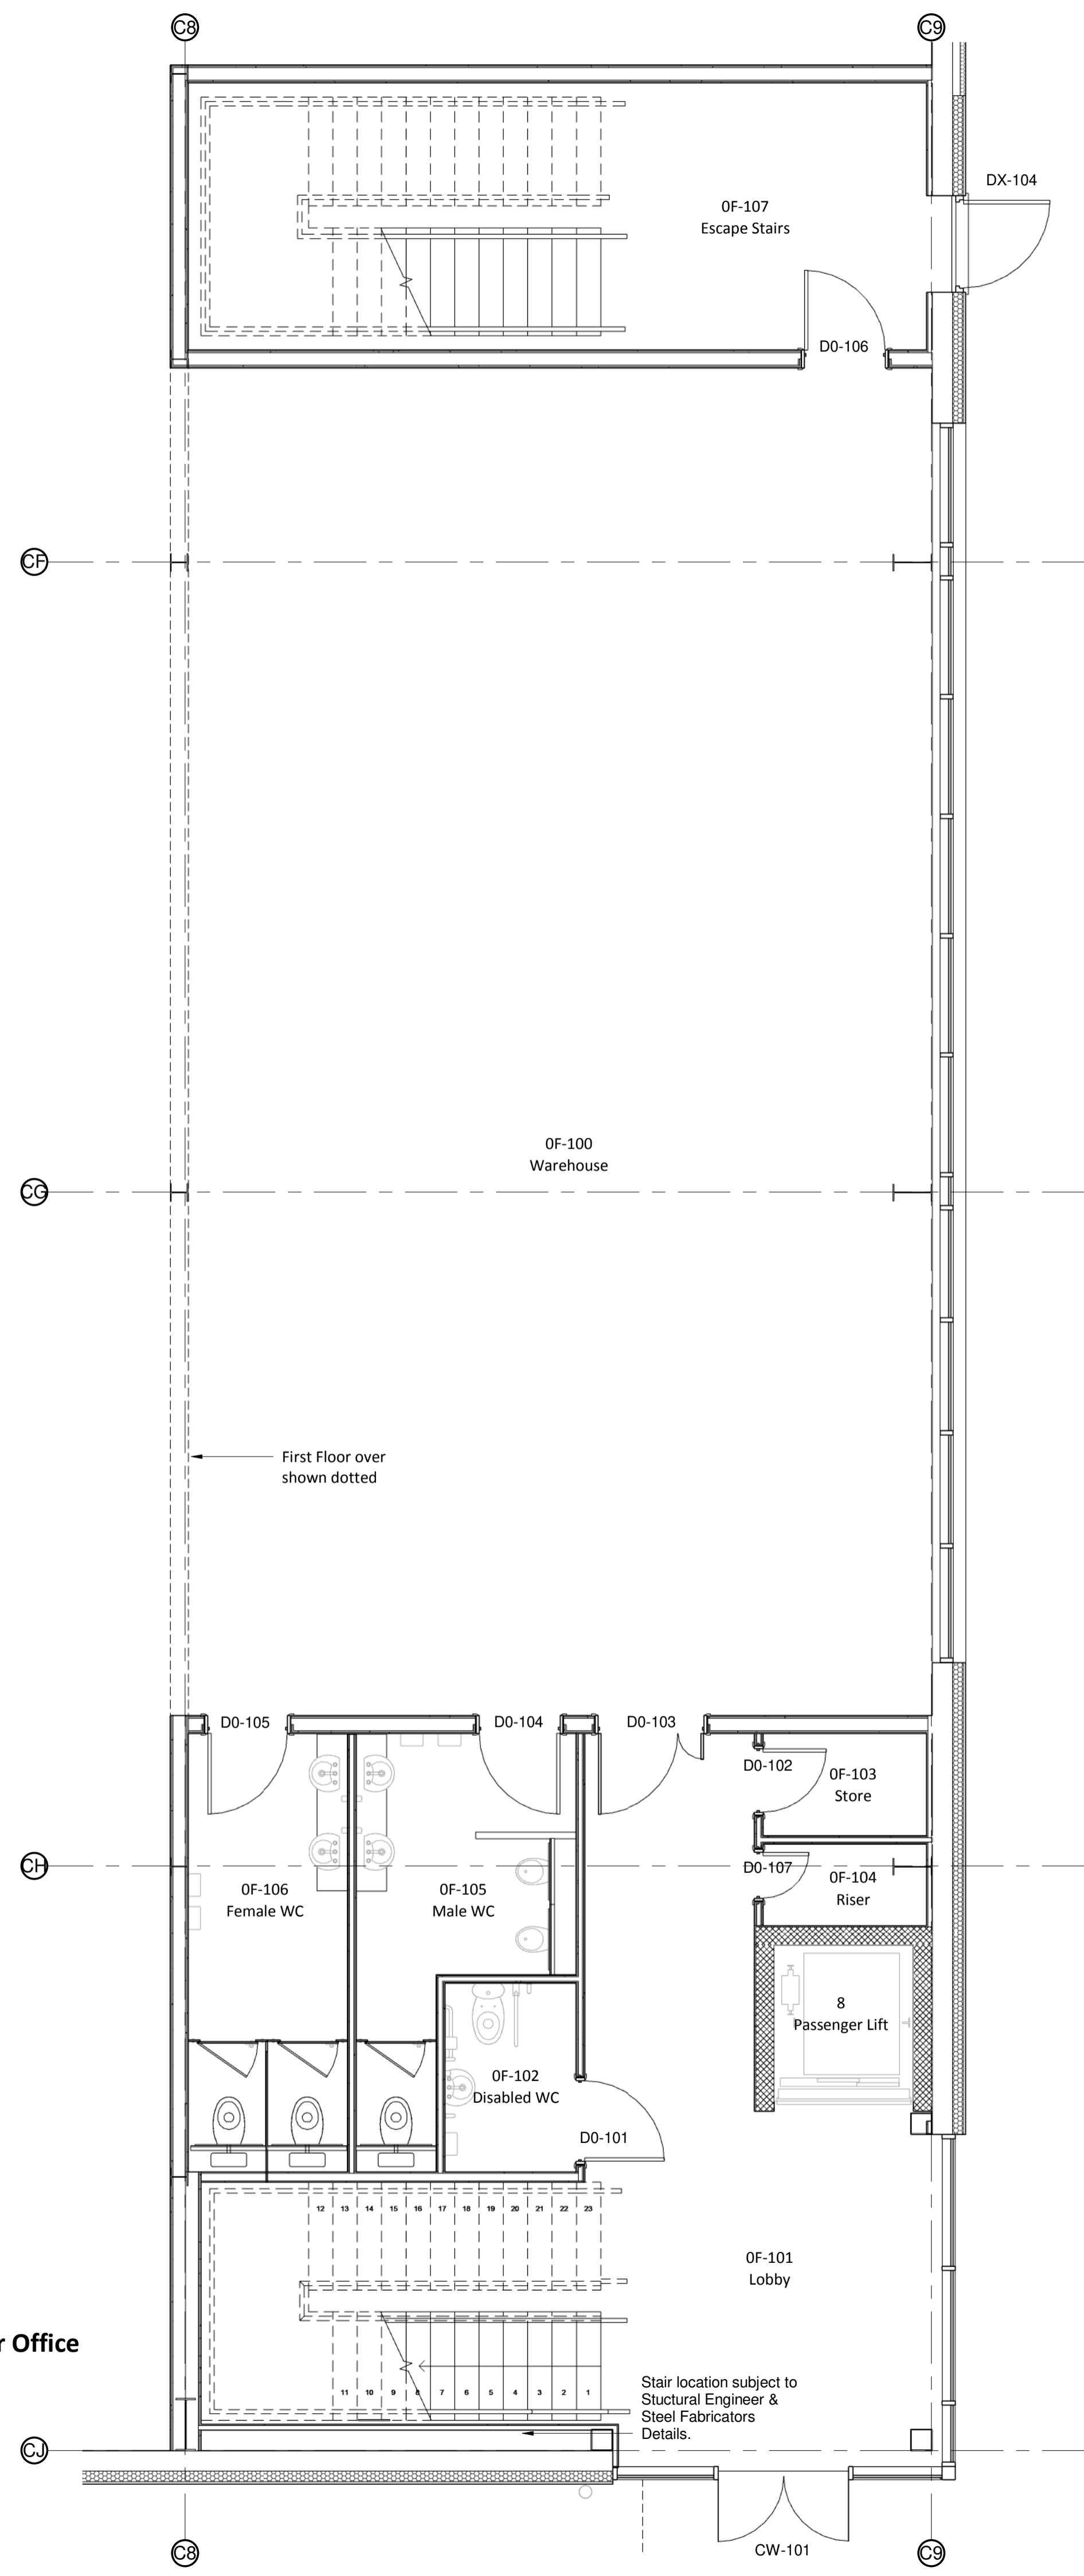 C8
C9
DX-104
0F-107
Escape Stairs
D0-106
CF
0F-100
Warehouse
CG
First Floor over
shown dotted
D0-105
D0-104
D0-103
D0-102
0F-103
Store
CH
D0-107
0F-104
Riser
0F-106
Female WC
0F-105
Male WC
8
Passenger Lift
0F-102
Disabled WC
D0-101
12 13 14 15 16 17 18 19 20 21 22 23
0F-101
Lobby
r Office
11 10 9 8 7 6 5 4 3 2 1
Stair location subject to
Stuctural Engineer &
Steel Fabricators
Details.
CJ
CW-101
C8
C9